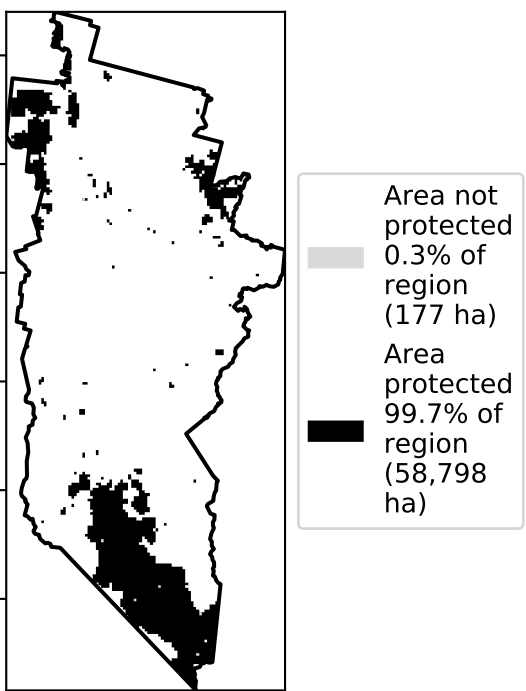 Area not
protected
0.3% of
region
(177 ha)
Area
protected
99.7% of
region
(58,798
ha)